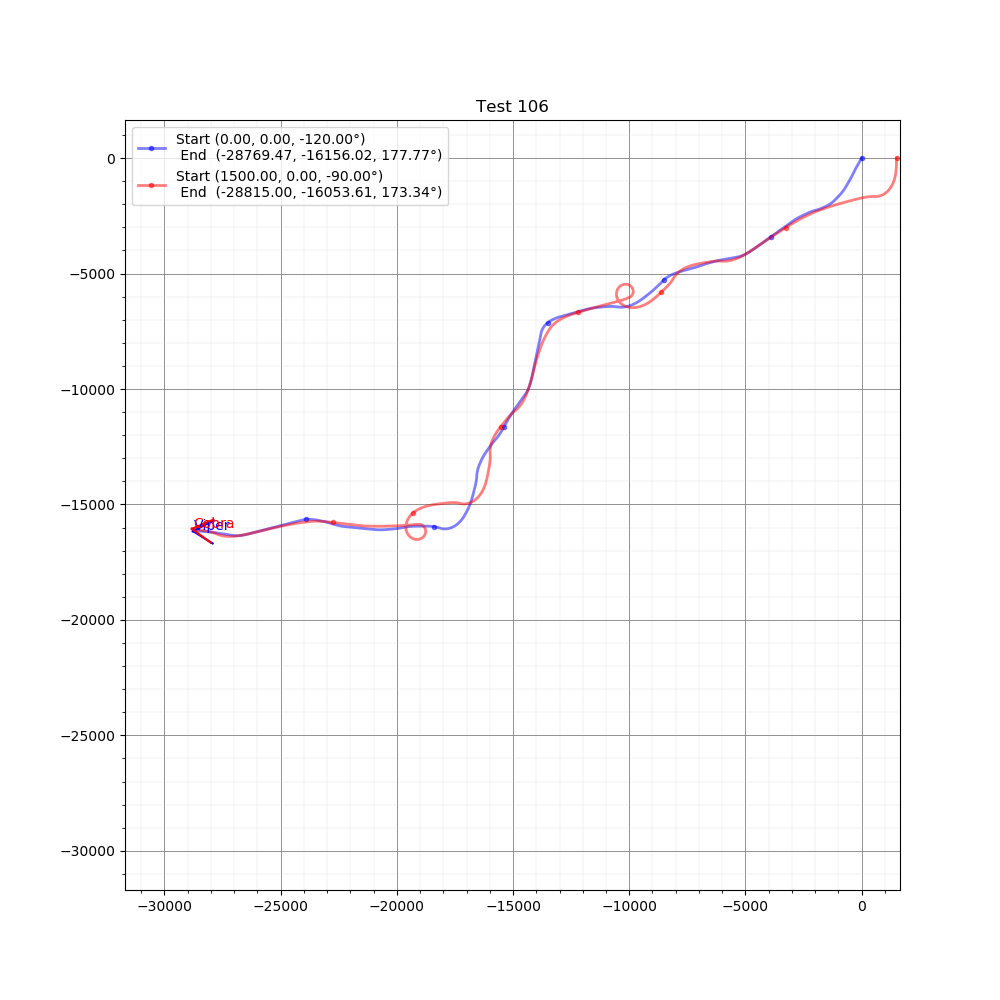 Test 106
Start (0.00, 0.00, -120.00°)
End (-28769.47, -16156.02, 177.77°)
Start (1500.00, 0.00, -90.00°)
End (-28815.00, -16053.61, 173.34°)
0
−5000
−10000
−15000
−20000
−25000
−30000
Cobra
Viper
−30000
−25000
−20000
−15000
−10000
−5000
0